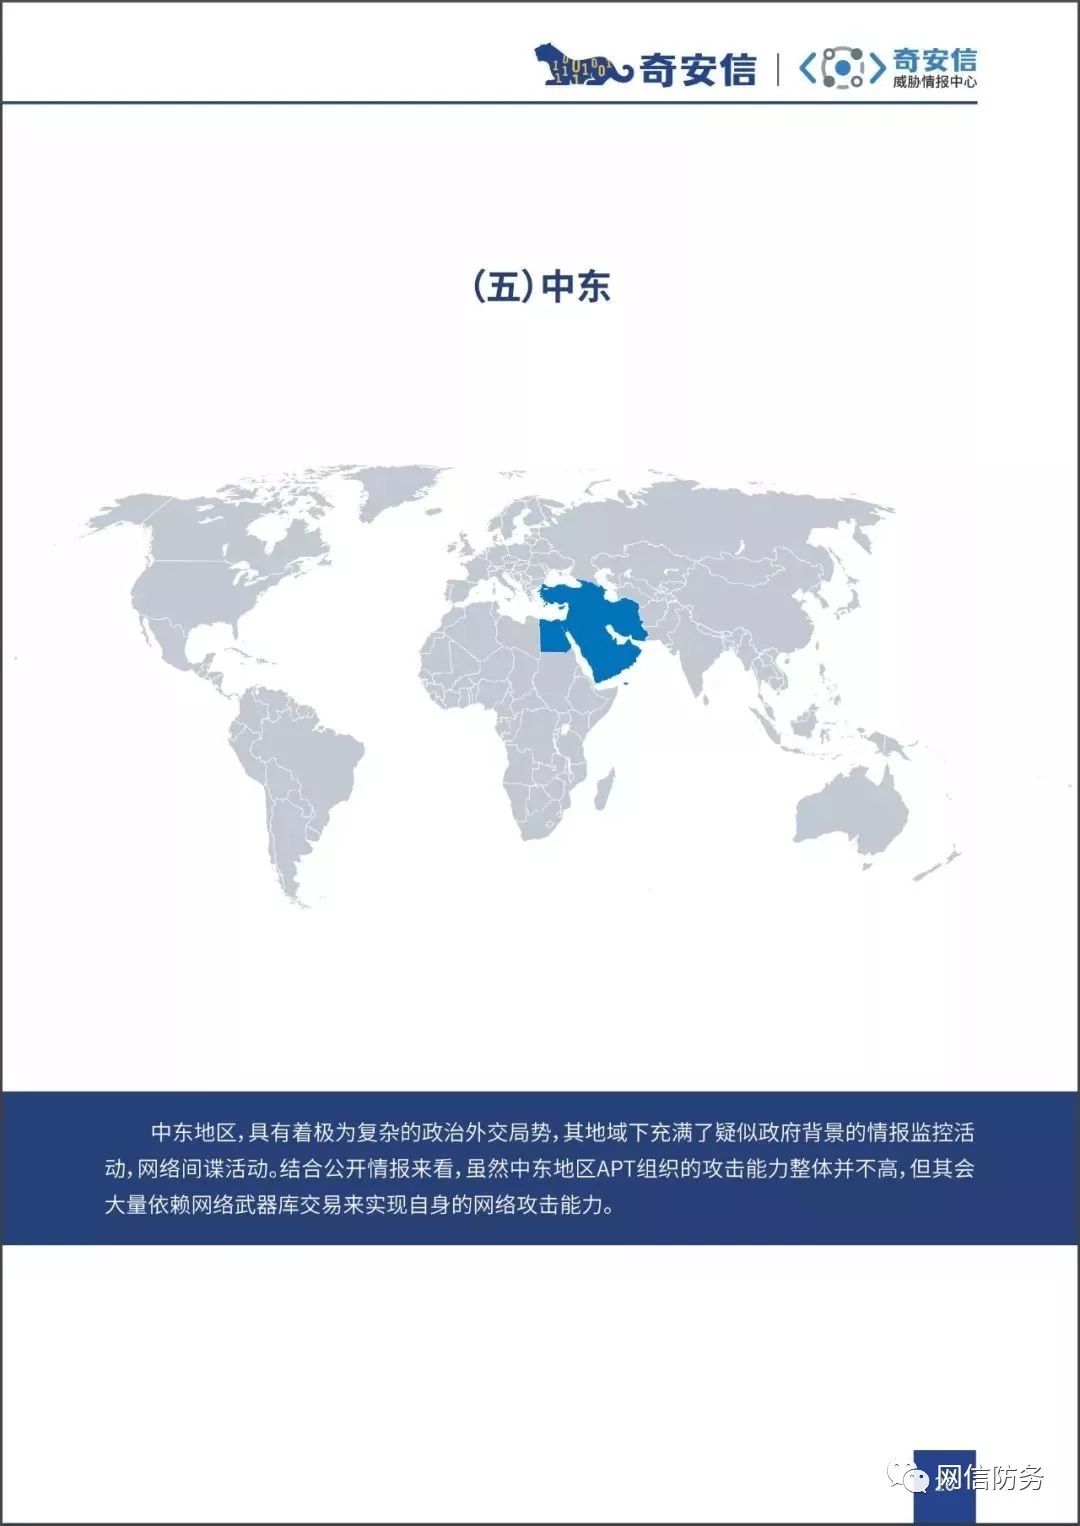 奇安信
奇安信
威胁情报中心
（五）中东
中东地区，具有着极为复杂的政治外交局势，其地域下充满了疑似政府背景的情报监控活
动，网络间谍活动。结合公开情报来看，虽然中东地区APT组织的攻击能力整体并不高，但其会
大量依赖网络武器库交易来实现自身的网络攻击能力。
网信防务